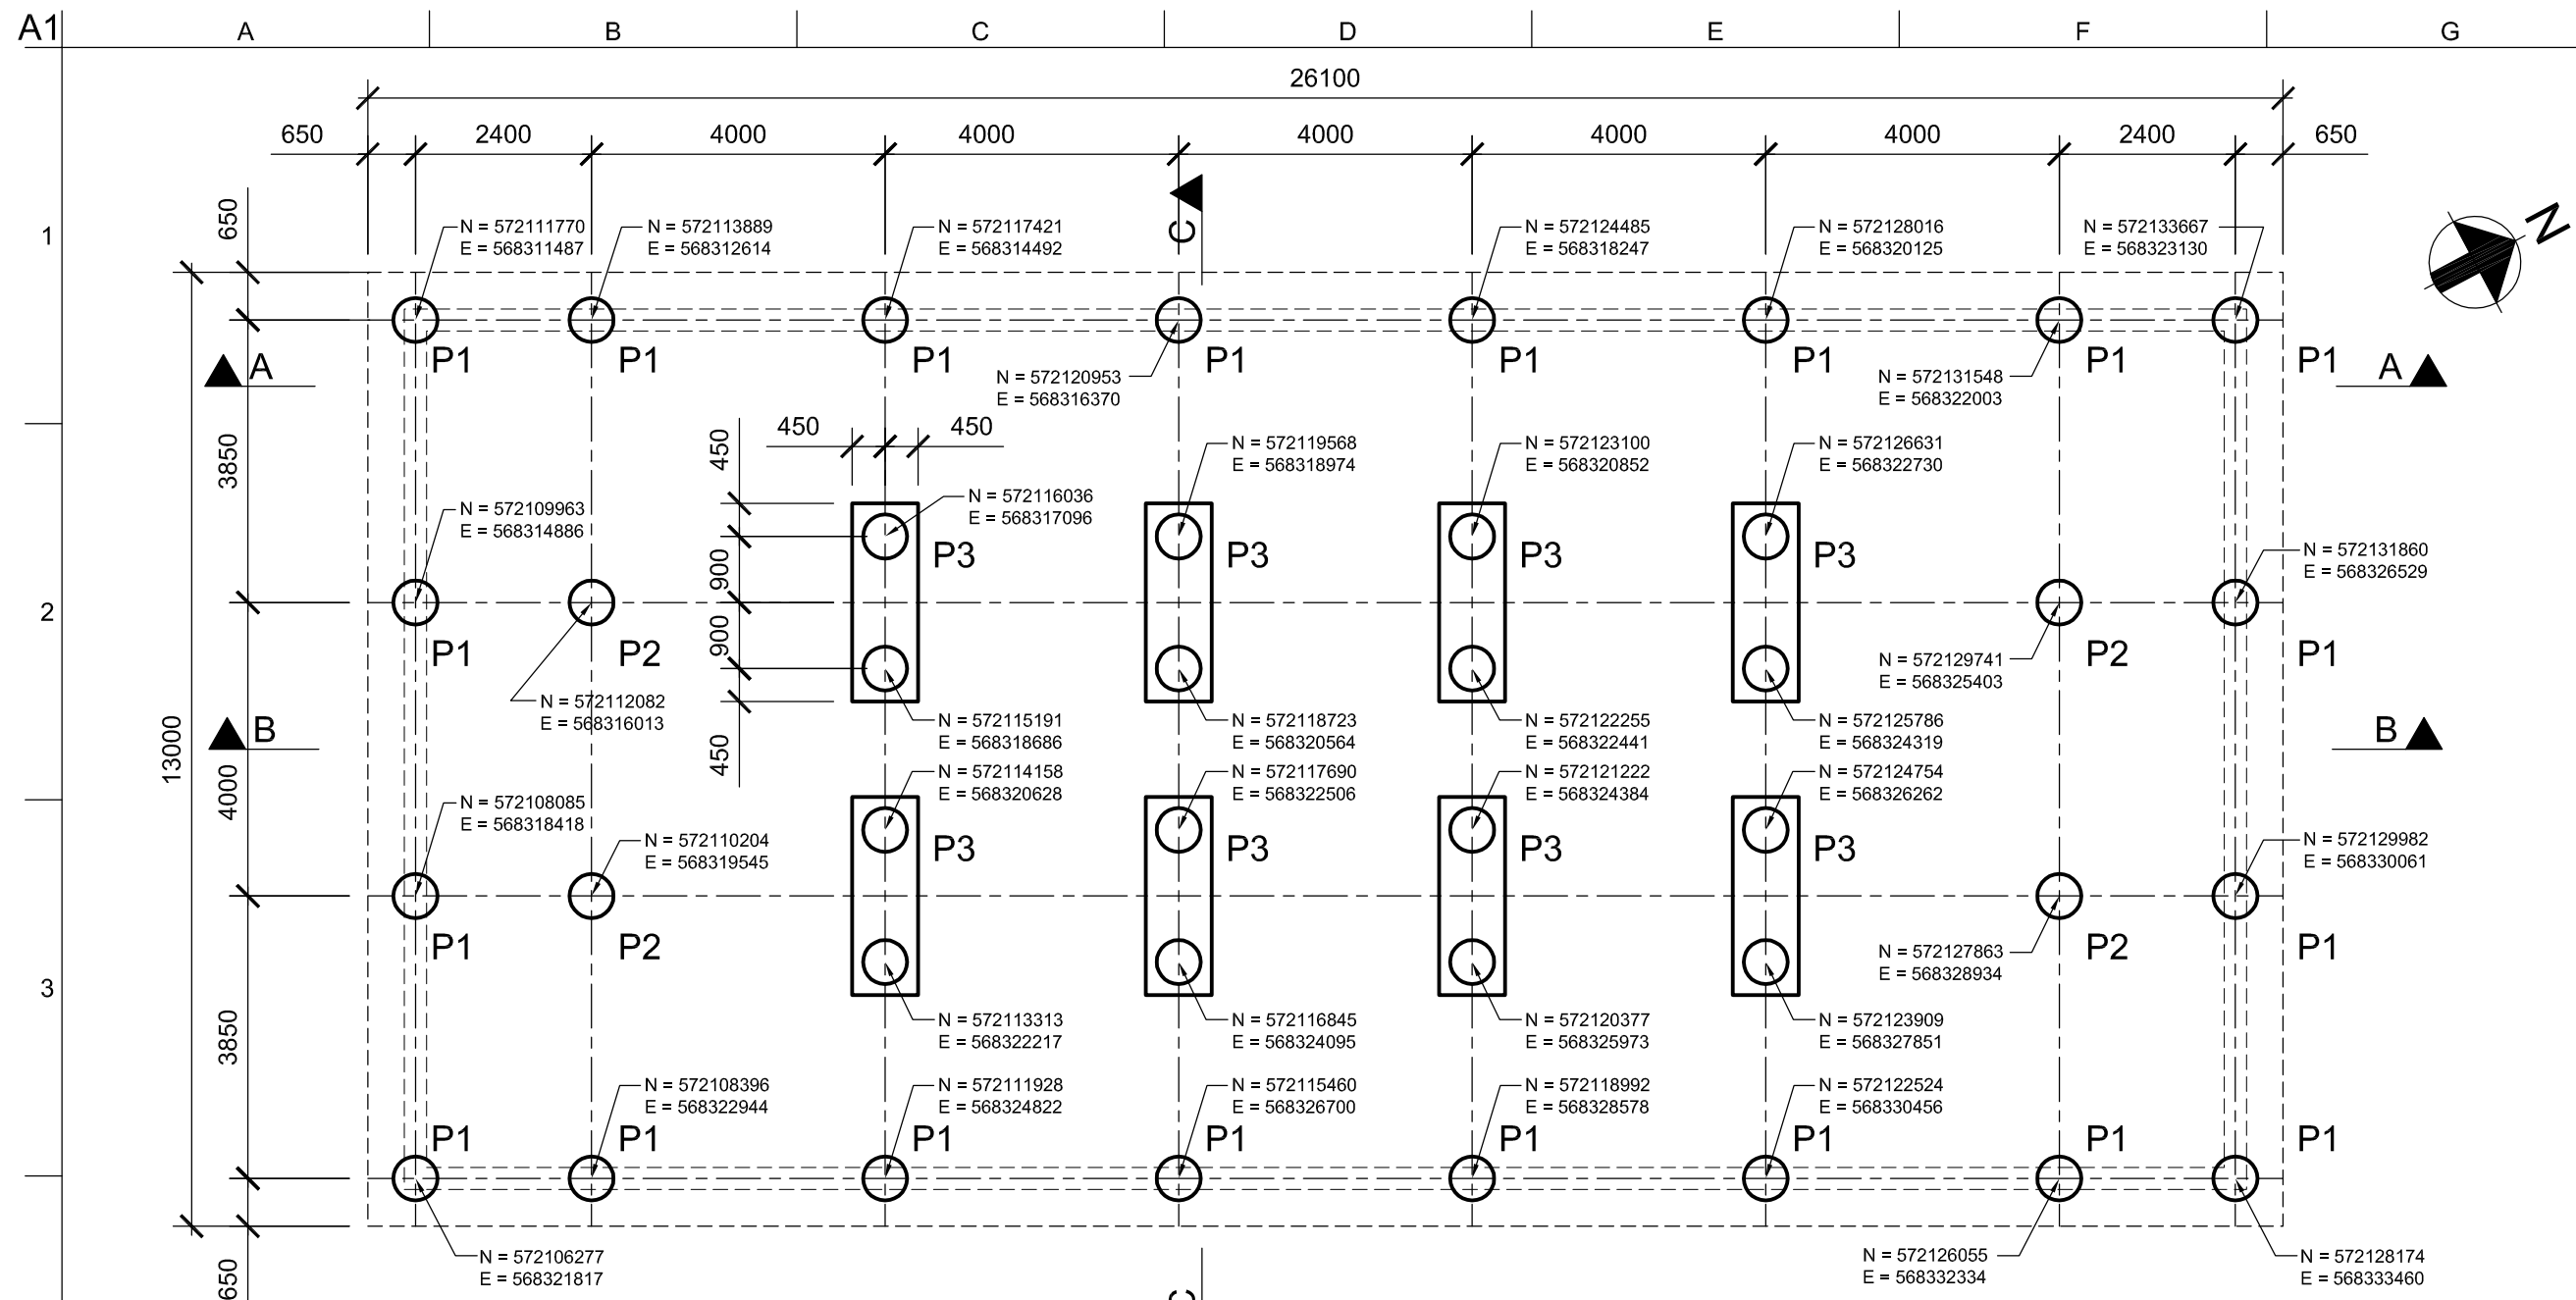 A1
A
B
C
D
E
F
G
26100
650
2400
4000
4000
4000
4000
4000
2400
650
1
650
N = 572111770
E = 568311487
N = 572113889
E = 568312614
N = 572117421
E = 568314492
C
N = 572124485
E = 568318247
N = 572128016
E = 568320125
N = 572133667
E = 568323130
N
P1
P1
P1
P1
P1
P1
P1
P1
A
A
N = 572120953
E = 568316370
N = 572131548
E = 568322003
3850
450
450
450
N = 572119568
E = 568318974
N = 572123100
E = 568320852
N = 572126631
E = 568322730
N = 572109963
E = 568314886
N = 572116036
E = 568317096
P3
P3
P3
P3
N = 572131860
E = 568326529
2
900
900
450
P1
P2
P2
P1
N = 572129741
E = 568325403
N = 572112082
E = 568316013
13000
B
B
N = 572115191
E = 568318686
N = 572118723
E = 568320564
N = 572122255
E = 568322441
N = 572125786
E = 568324319
4000
N = 572114158
E = 568320628
N = 572117690
E = 568322506
N = 572121222
E = 568324384
N = 572124754
E = 568326262
N = 572108085
E = 568318418
N = 572110204
E = 568319545
P3
P3
P3
P3
N = 572129982
E = 568330061
P1
P2
P2
P1
N = 572127863
E = 568328934
3
3850
N = 572113313
E = 568322217
N = 572116845
E = 568324095
N = 572120377
E = 568325973
N = 572123909
E = 568327851
N = 572108396
E = 568322944
N = 572111928
E = 568324822
N = 572115460
E = 568326700
N = 572118992
E = 568328578
N = 572122524
E = 568330456
P1
P1
P1
P1
P1
P1
P1
P1
650
N = 572106277
E = 568321817
C
N = 572126055
E = 568332334
N = 572128174
E = 568333460